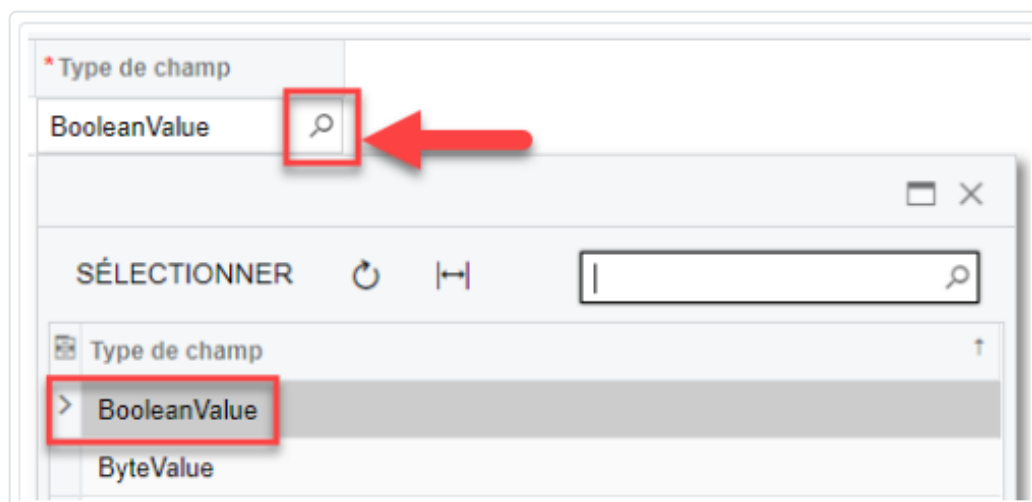 * Type de champ
BooleanValue
SÉLECTIONNER
Type de champ
BooleanValue
ByteValue